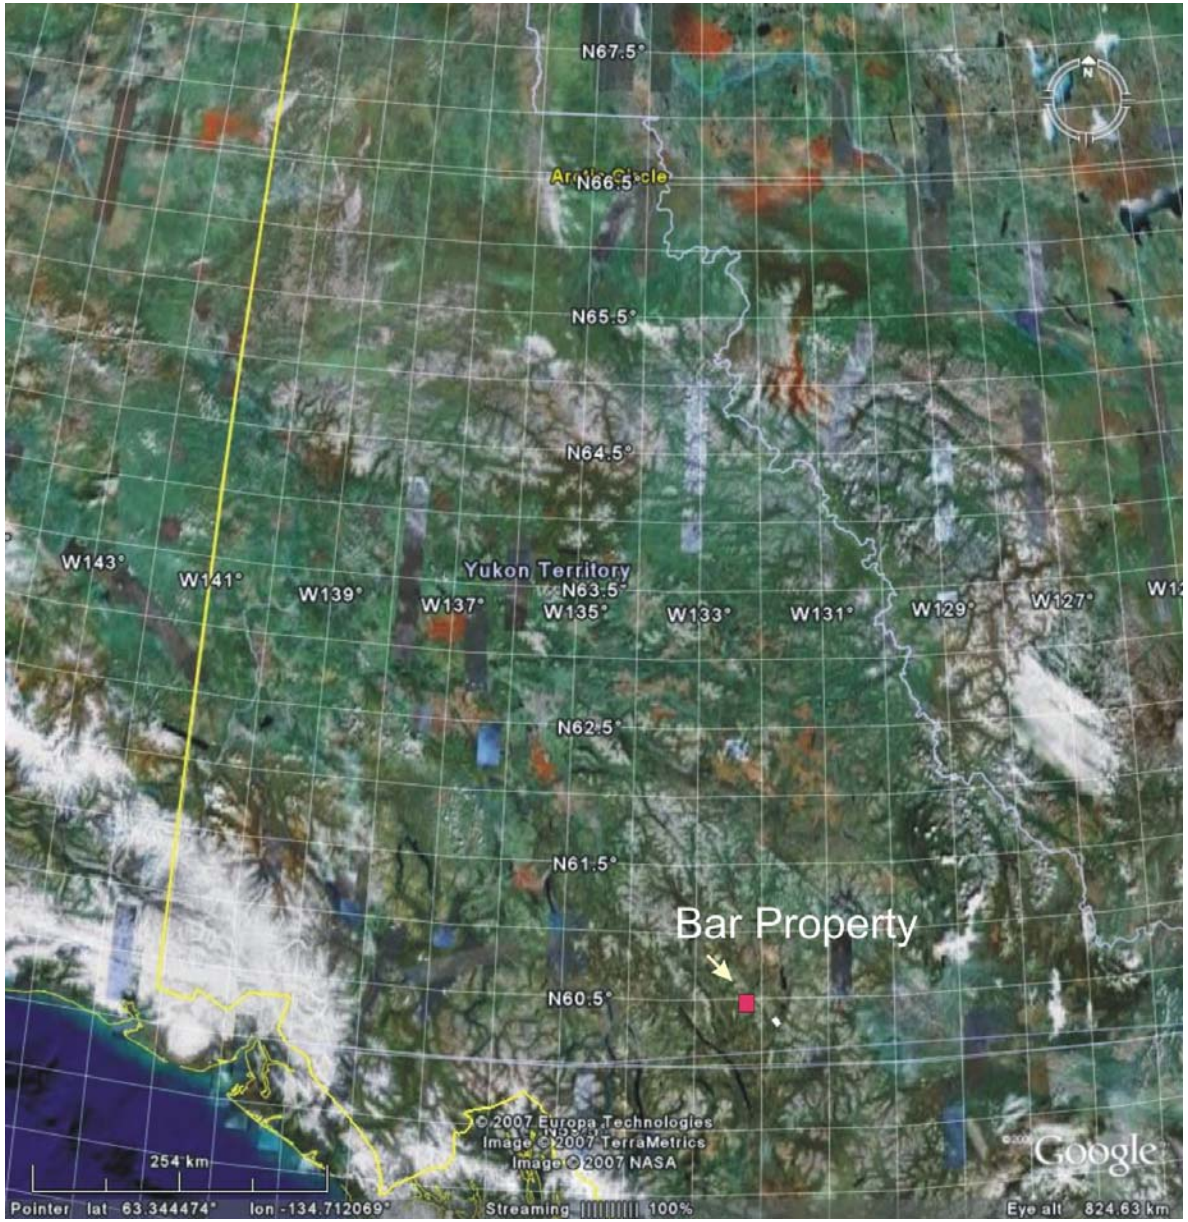 N67.5°
N
Arctic Circle
N66.5°
N65.5°
N64.5°
Yukon Territory
N63.5°
W143°
W141°
W139°
W137°
W135°
W133°
W131°
W129°
W127°
N62.5°
N61.5°
Bar Property
N60.5°
© 2007 Europa Technologies
Image © 2007 TerraMetrics
Image © 2007 NASA
Google
254 km
Pointer lat 63.344474° lon -134.712069° Streaming 100% Eye alt 824.63 km